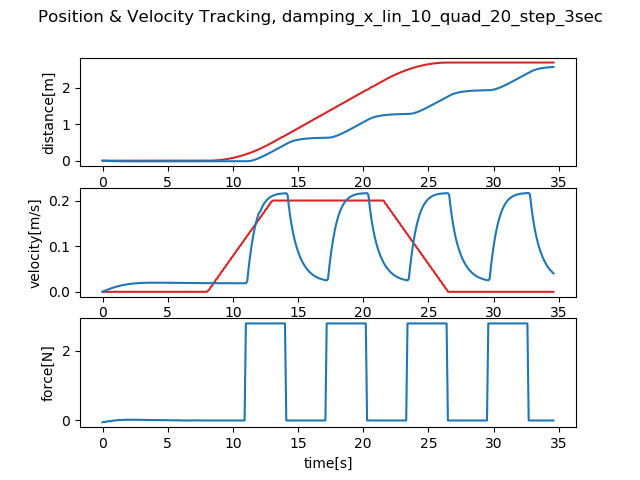 Position & Velocity Tracking, damping_x_lin_10_quad_20_step_3sec
distance[m]
2
1
0
0 5 10 15 20 25 30 35
velocity[m/s]
0.2
0.1
0.0
0 5 10 15 20 25 30 35
force[N]
2
0
0 5 10 15 20 25 30 35
time[s]